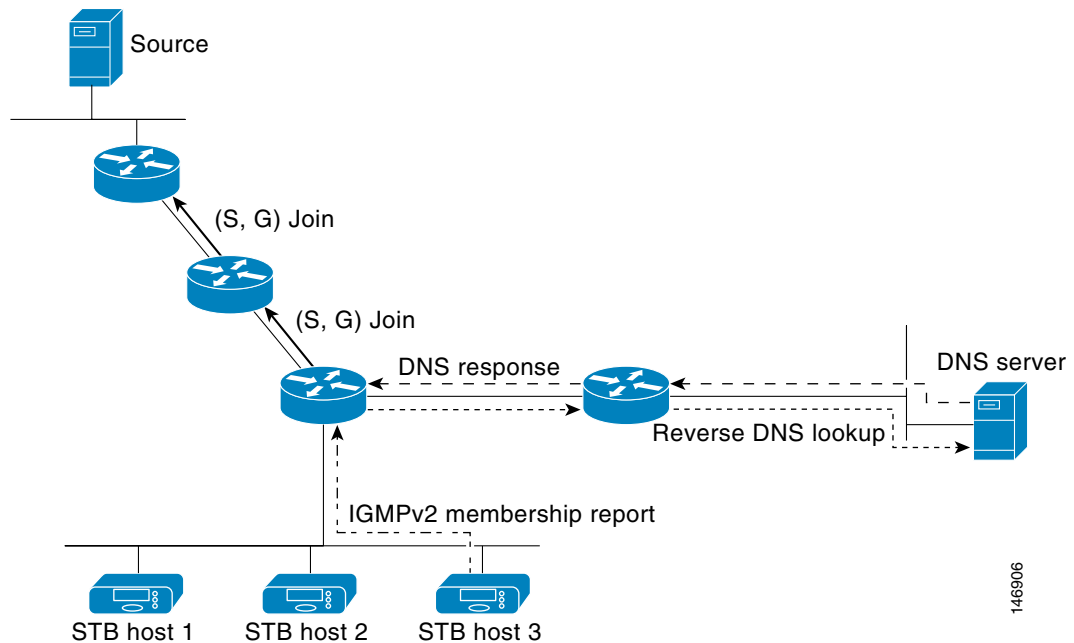 Source
(S, G) Join
(S, G) Join
DNS response
DNS server
Reverse DNS lookup
IGMPv2 membership report
STB host 1
STB host 2
STB host 3
146906